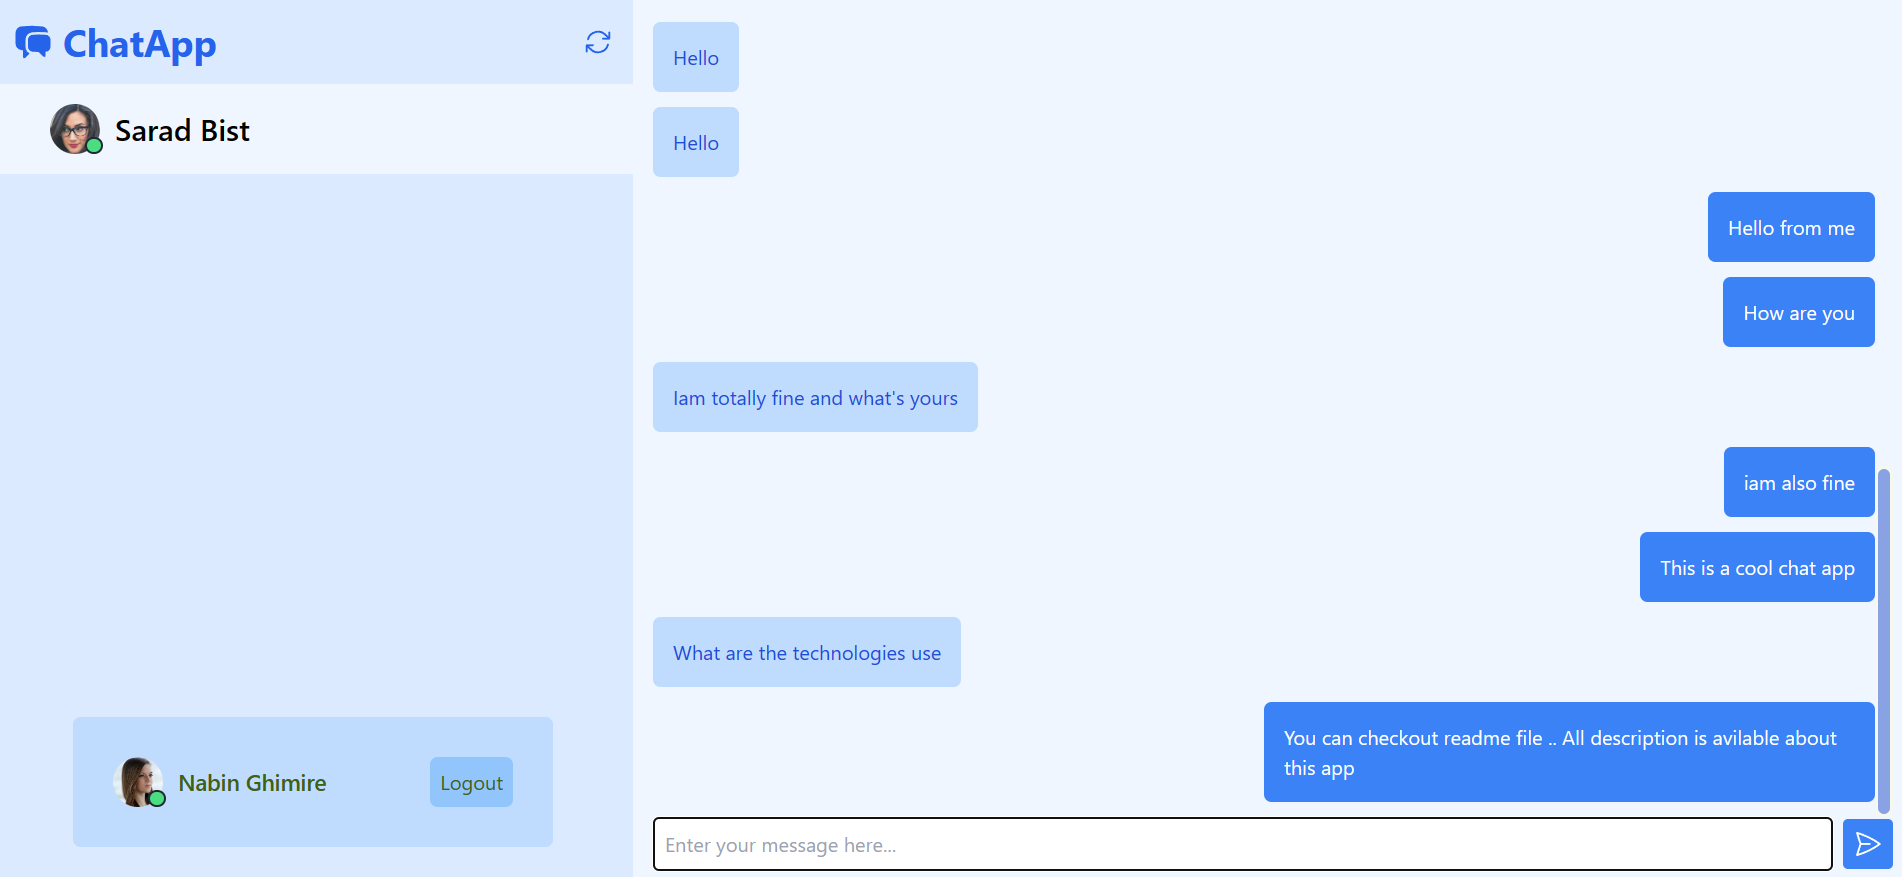 ChatApp
Sarad Bist
Nabin Ghimire
Logout
Hello
Hello
Hello from me
How are you
Iam totally fine and what's yours
iam also fine
This is a cool chat app
What are the technologies use
You can checkout readme file .. All description is avilable about
this app
Enter your message here...